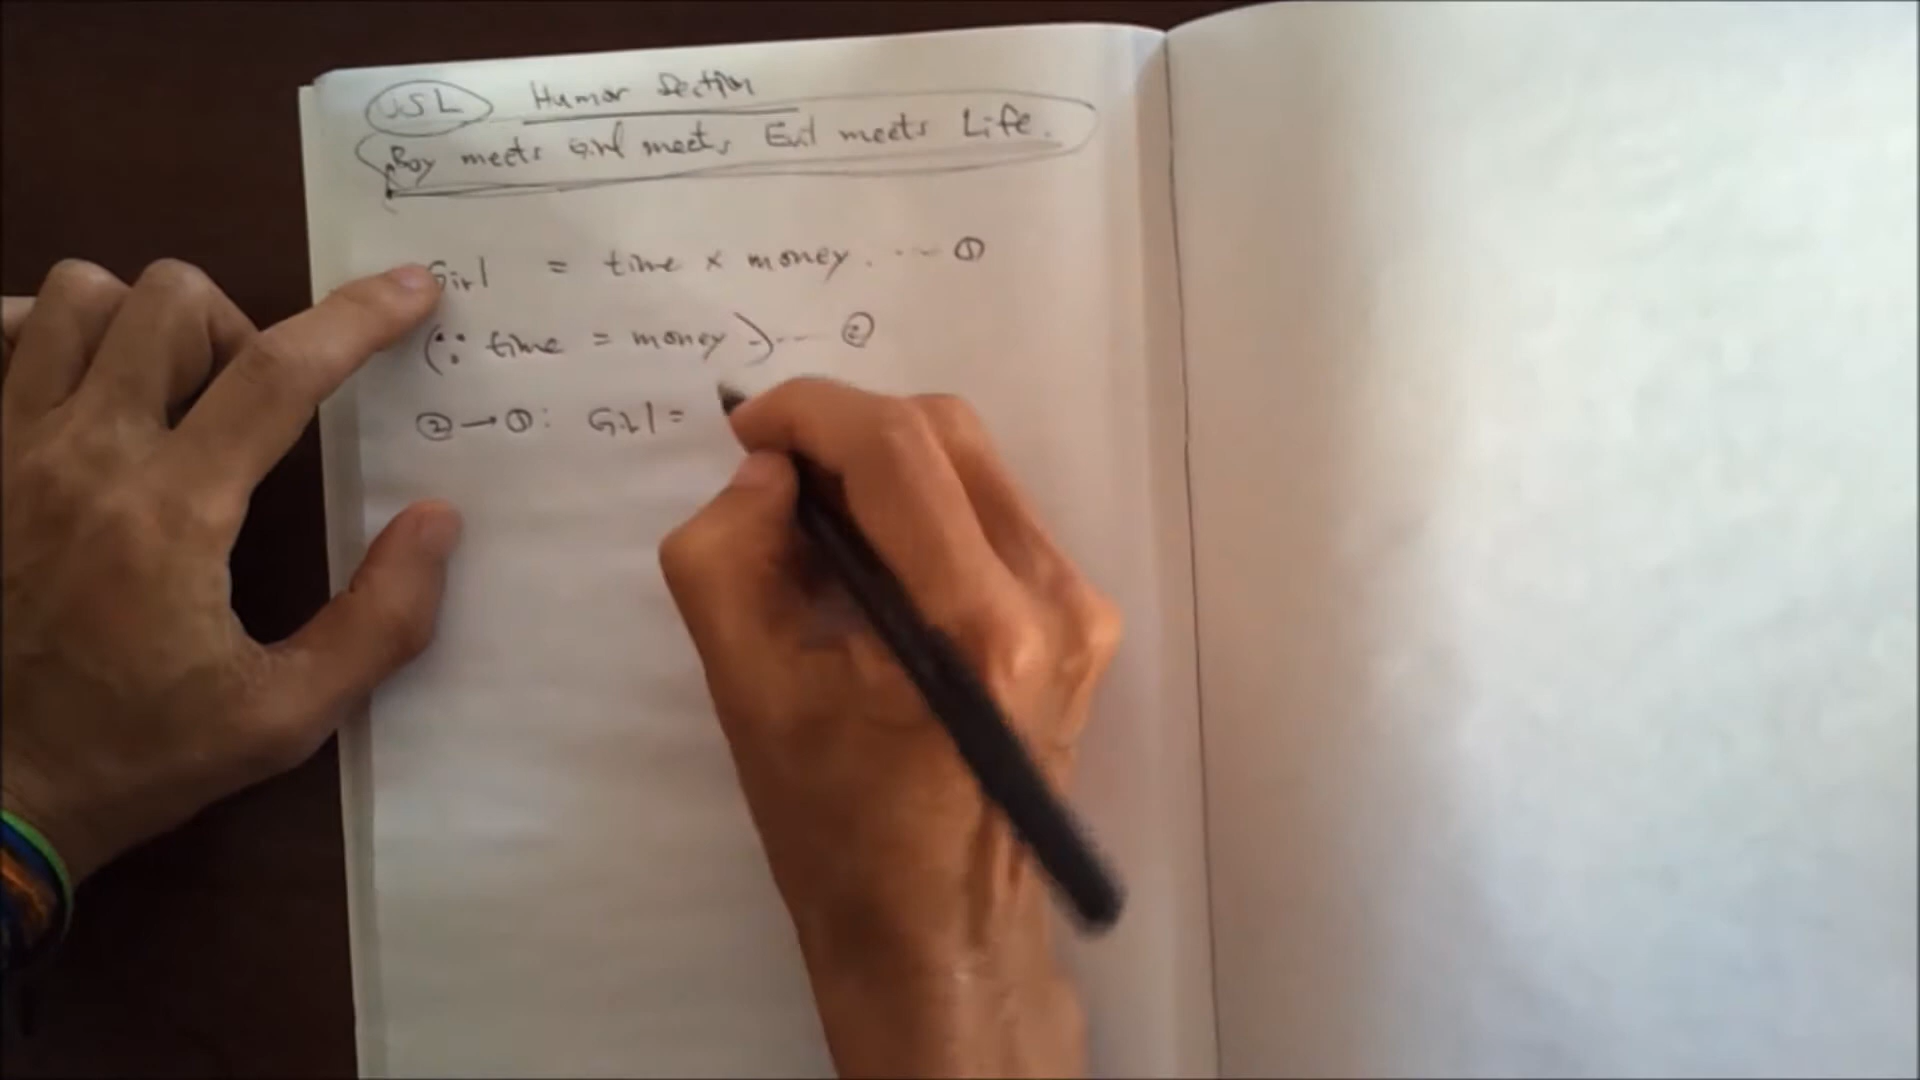 JSL Humor Section
Boy meets Girl meets Evil meets Life.
Girl = time × money. ... ①
(∵ time = money.) ... ②
② → ①: Girl =